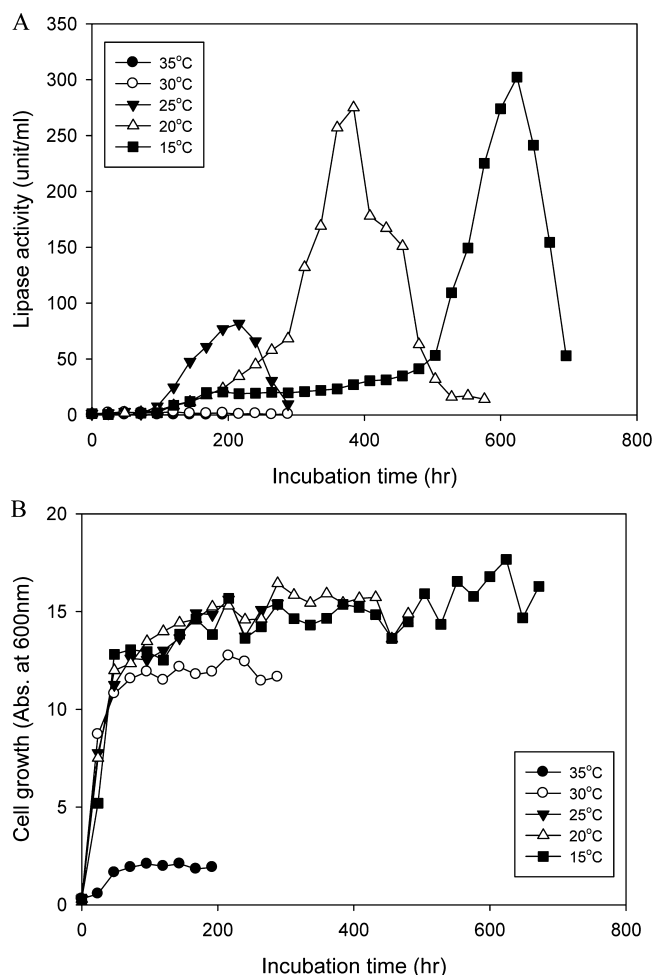 A
350
300
250
200
150
100
50
0
Lipase activity (unit/ml)
35°C
30°C
25°C
20°C
15°C
0 200 400 600 800
Incubation time (hr)
B
20
15
10
5
0
Cell growth (Abs. at 600nm)
35°C
30°C
25°C
20°C
15°C
0 200 400 600 800
Incubation time (hr)